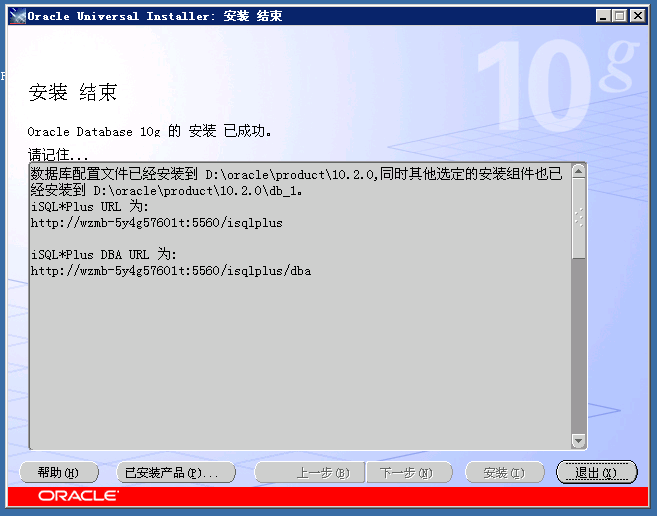 Oracle Universal Installer: 安装 结束
10g
安装 结束
Oracle Database 10g 的 安装 已成功。
请记住...
数据库配置文件已经安装到 D:\oracle\product\10.2.0,同时其他选定的安装组件也已
经安装到 D:\oracle\product\10.2.0\db_1。
iSQL*Plus URL 为:
http://wzmb-5y4g57601t:5560/isqlplus
iSQL*Plus DBA URL 为:
http://wzmb-5y4g57601t:5560/isqlplus/dba
帮助(H) 已安装产品(P)... 上一步(B) 下一步(N) 安装(I) 退出(X)
ORACLE